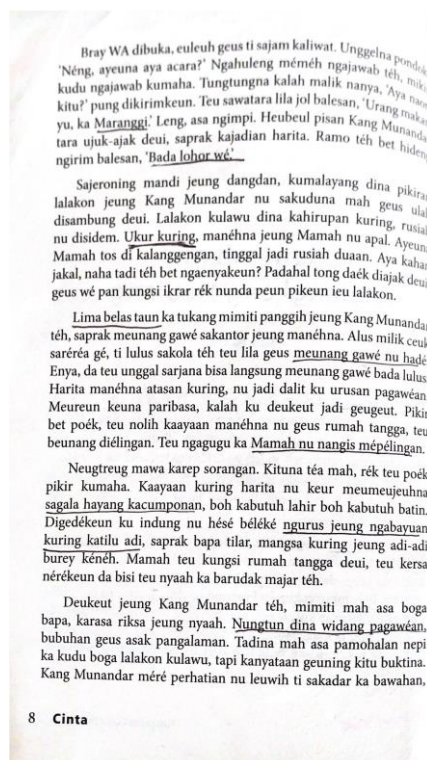 Bray WA dibuka, euleuh geus ti sajam kaliwat. Unggelna pondok
'Néng, ayeuna aya acara?' Ngahuleng méméh ngajawab téh,
kudu ngajawab kumaha. Tungtungna kalah malik nanya, 'Aya naon
kitu?' pung dikirimkeun. Teu sawatara lila jol balesan, 'Urang
yu, ka Maranggi.' Leng, asa ngimpi. Heubeul pisan Kang Munandar
tara ujuk-ajak deui, saprak kajadian harita. Ramo téh bet
ngirim balesan, 'Bada lohor wé.'
Sajeroning mandi jeung dangdan, kumalayang dina
lalakon jeung Kang Munandar nu sakuduna mah geus
disambung deui. Lalakon kulawu dina kahirupan kuring,
nu disidem. Ukur kuring, manéhna jeung Mamah nu apal.
Mamah tos di kalanggengan, tinggal jadi rusiah duaan. Aya
jakal, naha tadi téh bet ngaenyakeun? Padahal tong daék diajak deui
geus wé pan kungsi ikrar rék nunda peun pikeun ieu lalakon.
Lima belas taun ka tukang mimiti panggih jeung Kang Munandar
téh, saprak meunang gawé sakantor jeung manéhna. Alus milik ceuk
saréréa gé, ti lulus sakola téh teu lila geus meunang gawé nu hadé.
Enya, da teu unggal sarjana bisa langsung meunang gawé bada lulus.
Harita manéhna atasan kuring, nu jadi dalit ku urusan pagawéan.
Meureun keuna paribasa, kalah ku deukeut jadi geugeut. Pikir
bet poék, teu nolih kaayaan manéhna nu geus rumah tangga, teu
beunang diélingan. Teu ngagugu ka Mamah nu nangis mépélingan.
Neugtreug mawa karep sorangan. Kituna téa mah, rék teu poék
pikir kumaha. Kaayaan kuring harita nu keur meumeujeuhna
sagala hayang kacumponan, boh kabutuh lahir boh kabutuh batin.
Digedékeun ku indung nu hésé béléké ngurus jeung ngabayuan
kuring katilu adi, saprak bapa tilar, mangsa kuring jeung adi-adi
burey kénéh. Mamah teu kungsi rumah tangga deui, teu kersa
nérékeun da bisi teu nyaah ka barudak majar téh.
Deukeut jeung Kang Munandar téh, mimiti mah asa boga
bapa, karasa riksa jeung nyaah. Nungtun dina widang pagawéan,
bubuhan geus asak pangalaman. Tadina mah asa pamohalan nepi
ka kudu boga lalakon kulawu, tapi kanyataan geuning kitu buktina.
Kang Munandar méré perhatian nu leuwih ti sakadar ka bawahan,
8 Cinta